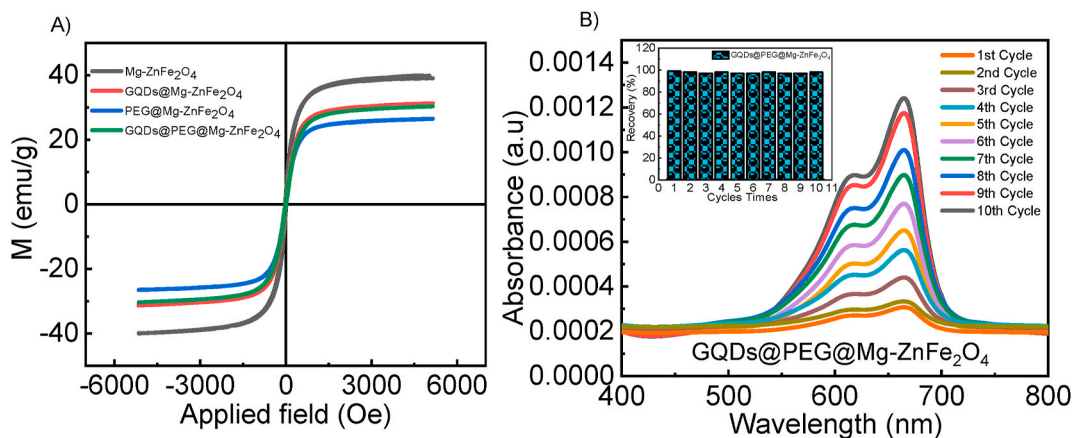 A)
Mg-ZnFe₂O₄
GQDs@Mg-ZnFe₂O₄
PEG@Mg-ZnFe₂O₄
GQDs@PEG@Mg-ZnFe₂O₄
M (emu/g)
40
20
0
-20
-40
-6000 -3000 0 3000 6000
Applied field (Oe)
B)
Absorbance (a.u)
0.0014
0.0012
0.0010
0.0008
0.0006
0.0004
0.0002
0.0000
GQDs@PEG@Mg-ZnFe₂O₄
Recovery (%)
120
100
80
60
40
20
0
0 1 2 3 4 5 6 7 8 9 10 11
Cycles Times
1st Cycle
2nd Cycle
3rd Cycle
4th Cycle
5th Cycle
6th Cycle
7th Cycle
8th Cycle
9th Cycle
10th Cycle
GQDs@PEG@Mg-ZnFe₂O₄
400 500 600 700 800
Wavelength (nm)